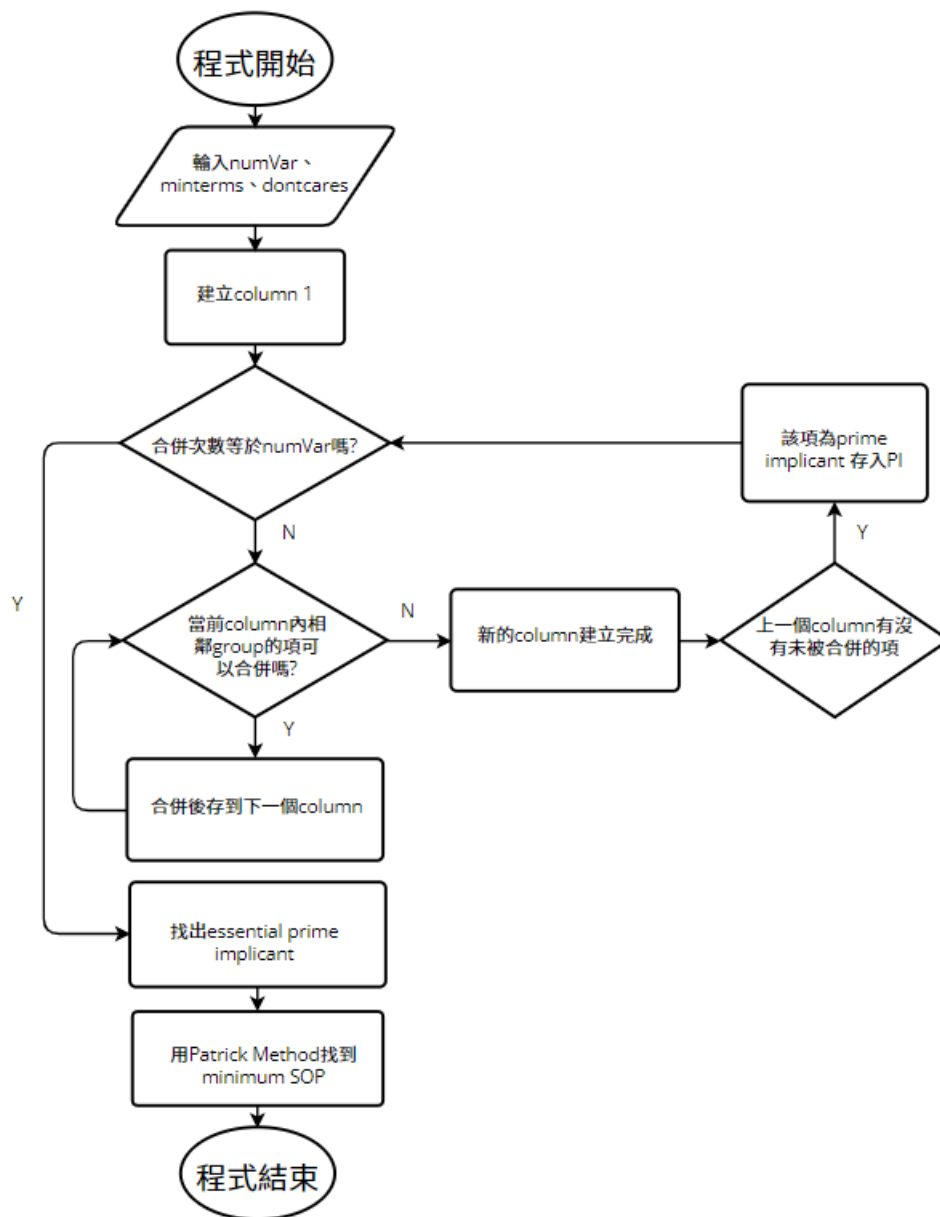 程式開始
輸入numVar、
minterms、dontcares
建立column 1
合併次數等於numVar嗎?
該項為prime
implicant 存入PI
N
Y
Y
當前column內相
鄰group的項可
以合併嗎?
N
新的column建立完成
上一個column有沒
有未被合併的項
Y
合併後存到下一個column
找出essential prime
implicant
用Patrick Method找到
minimum SOP
程式結束